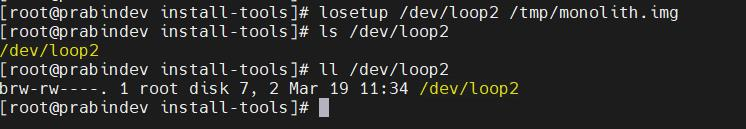 [root@prabindev install-tools]# losetup /dev/loop2 /tmp/monolith.img
[root@prabindev install-tools]# ls /dev/loop2
/dev/loop2
[root@prabindev install-tools]# ll /dev/loop2
brw-rw----. 1 root disk 7, 2 Mar 19 11:34 /dev/loop2
[root@prabindev install-tools]#